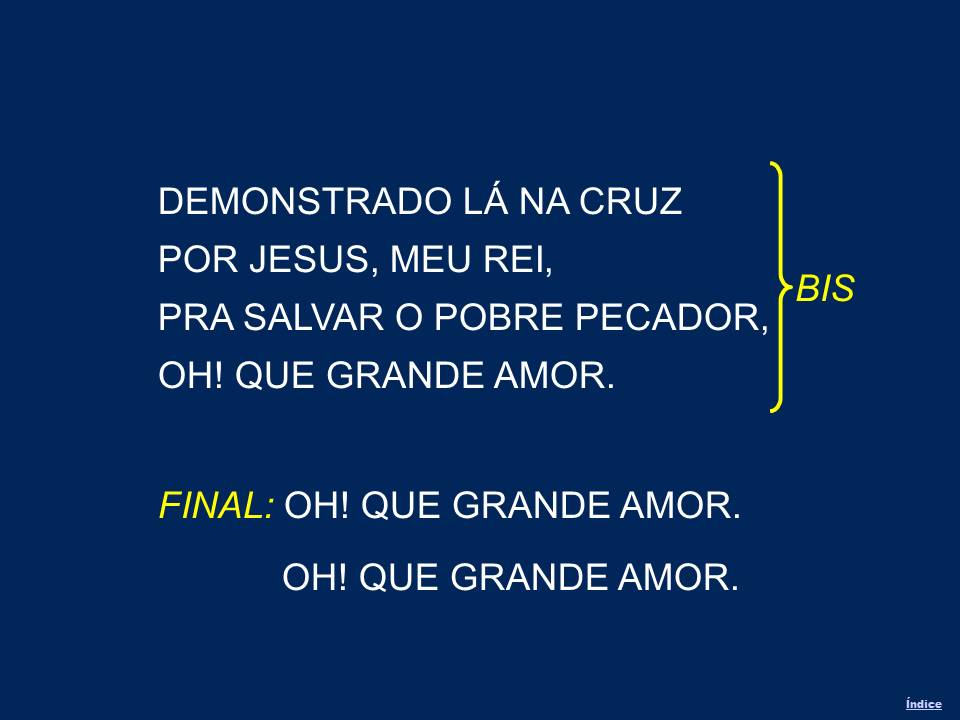 DEMONSTRADO LÁ NA CRUZ
POR JESUS, MEU REI,
PRA SALVAR O POBRE PECADOR,
OH! QUE GRANDE AMOR.
BIS
FINAL: OH! QUE GRANDE AMOR.
OH! QUE GRANDE AMOR.
Índice